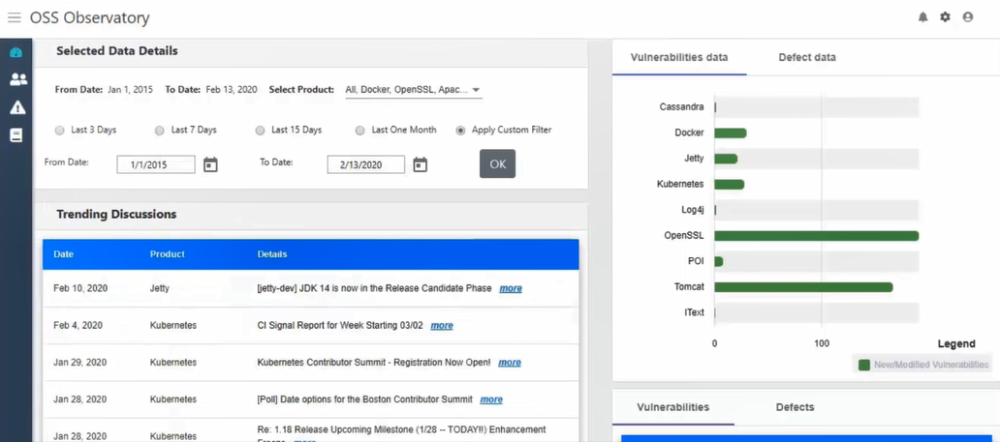 OSS Observatory
Selected Data Details
From Date: Jan 1, 2015 To Date: Feb 13, 2020 Select Product: All, Docker, OpenSSL, Apac...
Last 3 Days Last 7 Days Last 15 Days Last One Month Apply Custom Filter
From Date: 1/1/2015 To Date: 2/13/2020 OK
Trending Discussions
Date Product Details
Feb 10, 2020 Jetty [jetty-dev] JDK 14 is now in the Release Candidate Phase more
Feb 4, 2020 Kubernetes CI Signal Report for Week Starting 03/02 more
Jan 29, 2020 Kubernetes Kubernetes Contributor Summit - Registration Now Open! more
Jan 28, 2020 Kubernetes [Poll] Date options for the Boston Contributor Summit more
Jan 28, 2020 Kubernetes Re: 1.18 Release Upcoming Milestone (1/28 -- TODAY!!) Enhancement
more
Vulnerabilities data Defect data
Cassandra
Docker
Jetty
Kubernetes
Log4j
OpenSSL
POI
Tomcat
IText
0 100
Legend
New/Modified Vulnerabilities
Vulnerabilities Defects